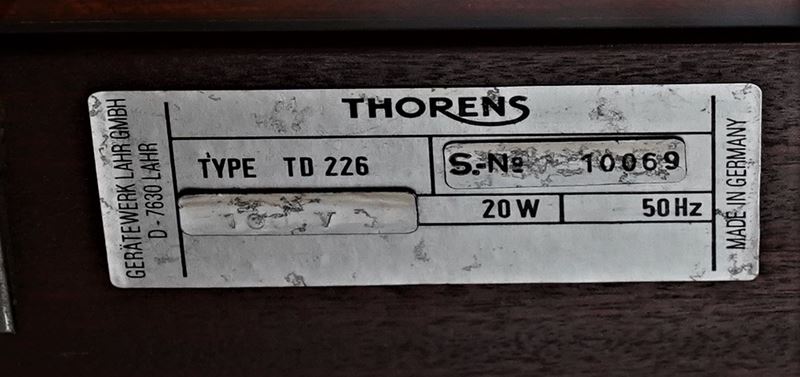 THORENS
GERÄTEWERK LAHR GMBH
D - 7630 LAHR
TYPE TD 226
S.-No 10069
V
20 W
50 Hz
MADE IN GERMANY